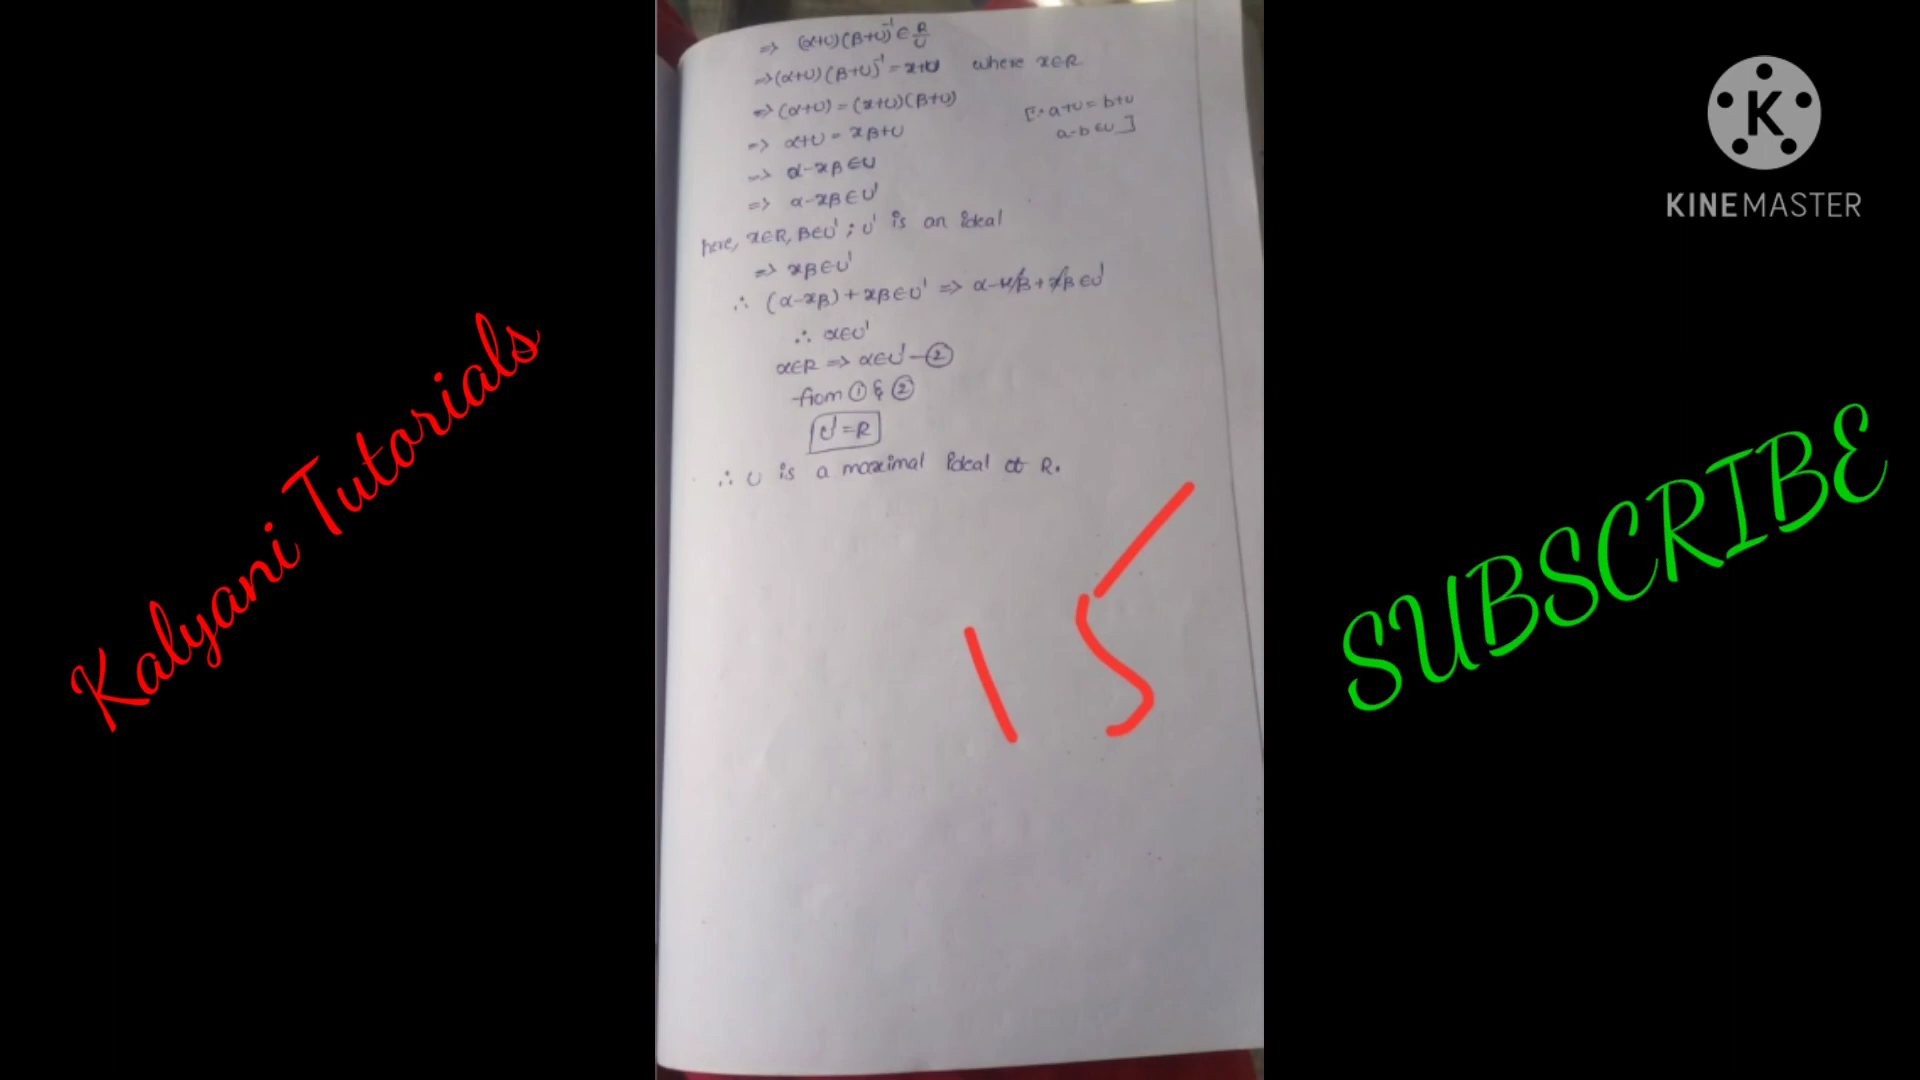 ⇒ (α+U)(β+U)⁻¹ ∈ R/U
⇒ (α+U)(β+U)⁻¹ = x+U where x∈R
⇒ (α+U) = (x+U)(β+U)
⇒ α+U = xβ+U [∵ a+U = b+U
a-b ∈U]
⇒ α-xβ ∈U
⇒ α-xβ ∈ U'
here, x∈R, β∈U' ; U' is an ideal
⇒ xβ∈U'
∴ (α-xβ) + xβ∈U' ⇒ α-xβ + xβ ∈U'
∴ α∈U'
α∈R ⇒ α∈U' - ②
from ① & ②
U' = R
∴ U is a maximal ideal of R.
15
Kalyani Tutorials
SUBSCRIBE
K
KINEMASTER